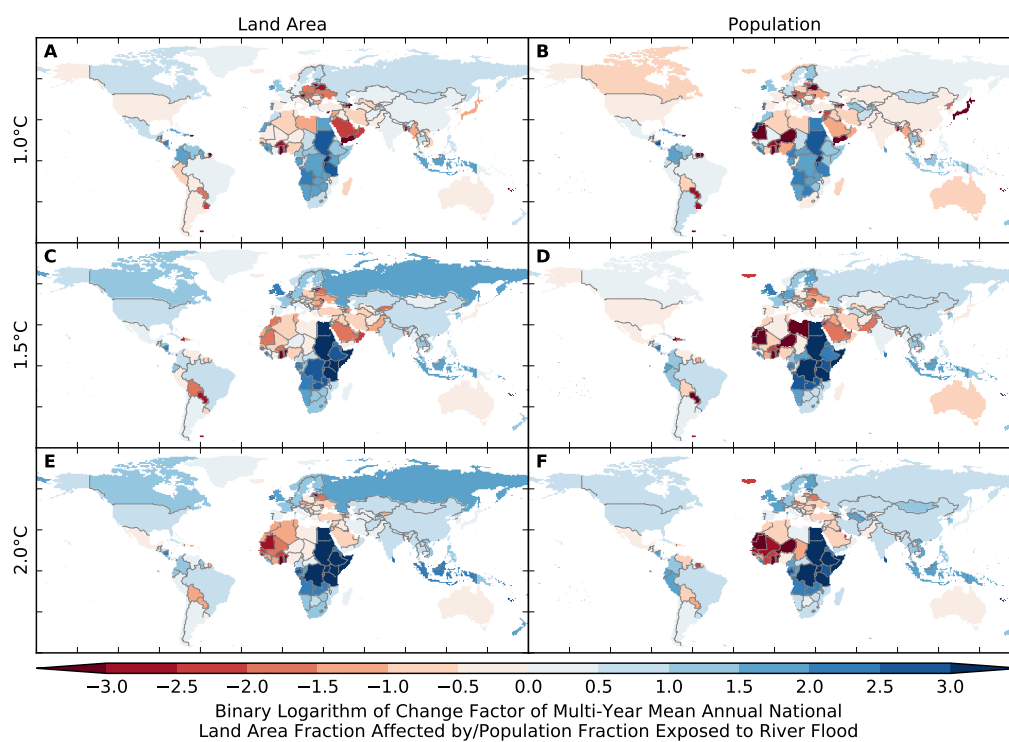 Land Area
Population
A
B
1.0°C
C
D
1.5°C
E
F
2.0°C
−3.0 −2.5 −2.0 −1.5 −1.0 −0.5 0.0 0.5 1.0 1.5 2.0 2.5 3.0
Binary Logarithm of Change Factor of Multi-Year Mean Annual National
Land Area Fraction Affected by/Population Fraction Exposed to River Flood